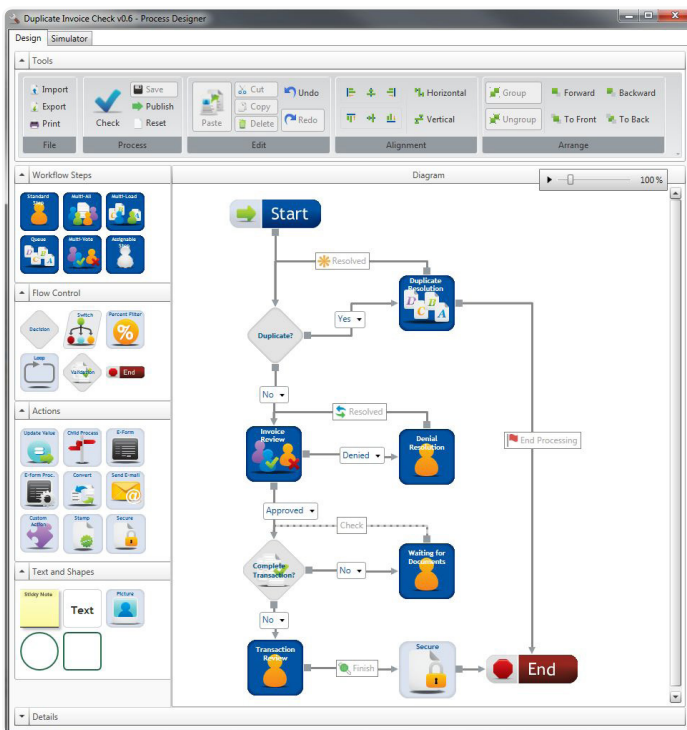 Duplicate Invoice Check v0.6 - Process Designer
Design Simulator
Tools
Import
Export
Print
File
Check
Save
Publish
Reset
Process
Paste
Cut
Copy
Delete
Undo
Redo
Edit
Horizontal
Vertical
Alignment
Group
Ungroup
Forward
Backward
To Front
To Back
Arrange
Workflow Steps
Standard
Step
Multi-All
Multi-Load
Queue
D C B A
Multi-Vote
Assignable
Step
Flow Control
Decision
Switch
Percent Filter
%
Loop
Validation
End
Actions
Update Value
Child Process
E-Form
E-Form Proc.
Convert
Send E-mail
Custom
Action
Stamp
Secure
Text and Shapes
Sticky Note
Text
Picture
Details
Diagram
100 %
Start
Resolved
Duplicate
Resolution
D C B A
Yes
Duplicate?
No
Resolved
Invoice
Review
Denied
Denial
Resolution
End Processing
Approved
Check
Complete
Transaction?
No
Waiting for
Documents
No
Transaction
Review
Finish
Secure
End